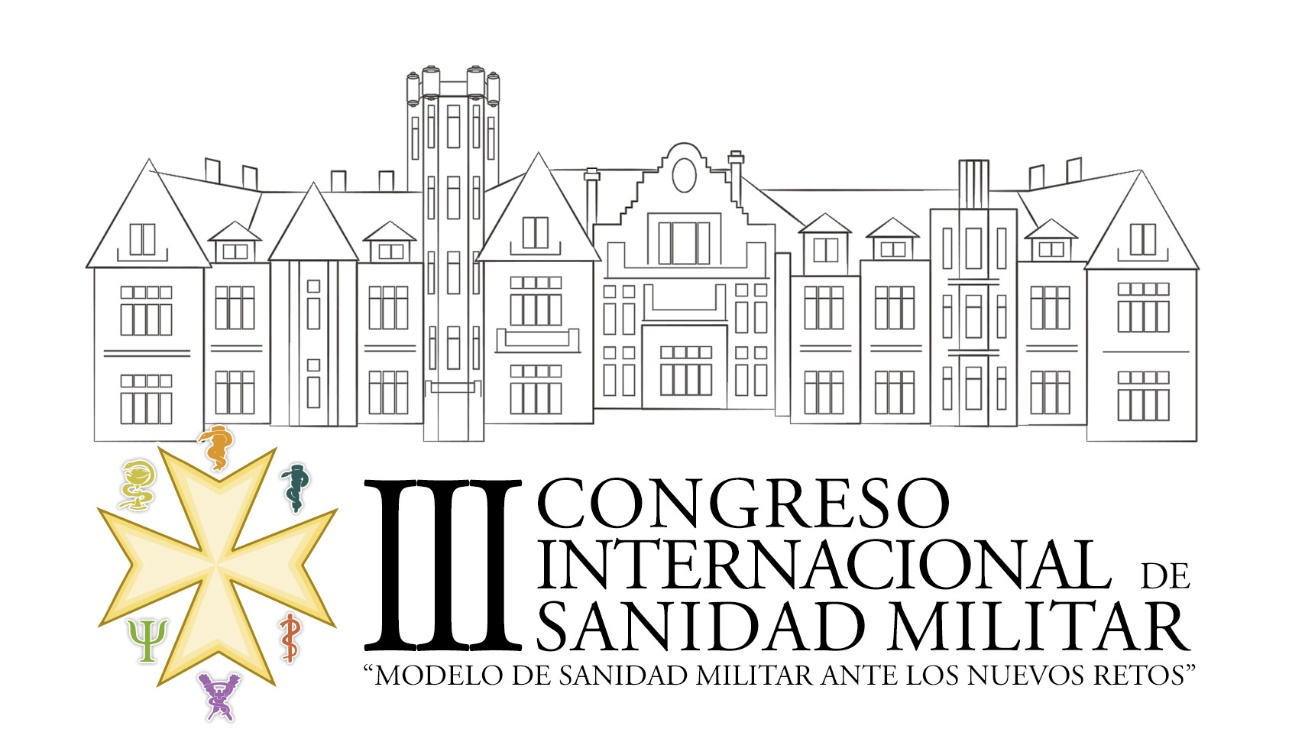 III CONGRESO
INTERNACIONAL DE
SANIDAD MILITAR
“MODELO DE SANIDAD MILITAR ANTE LOS NUEVOS RETOS”